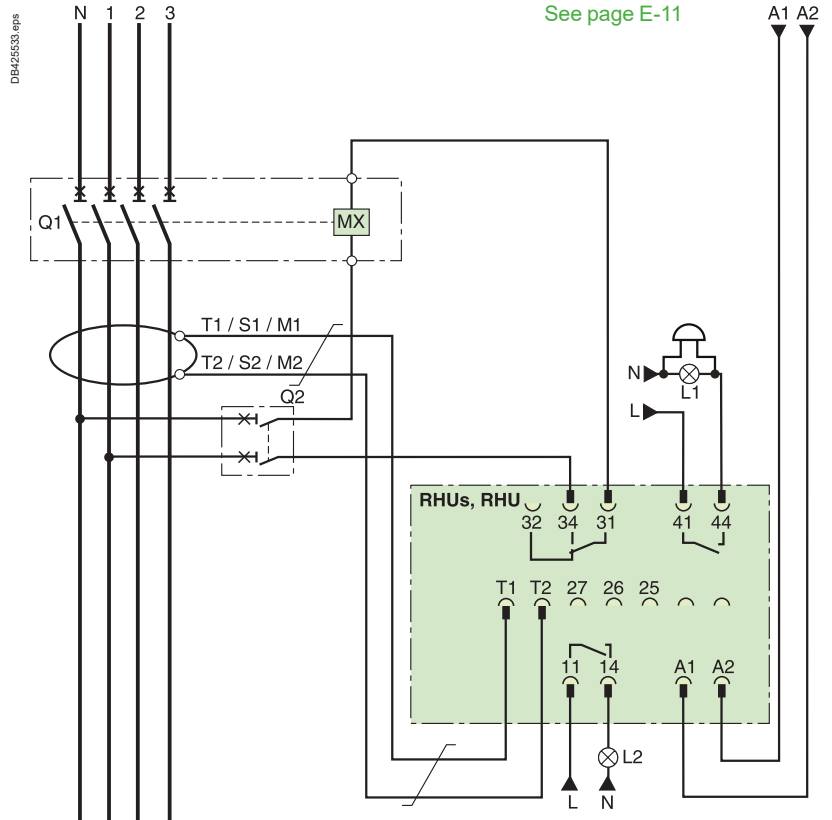 DB425533.eps
N 1 2 3
See page E-11
A1 A2
Q1
MX
T1 / S1 / M1
T2 / S2 / M2
Q2
N
L1
L
RHUs, RHU
32 34 31 41 44
T1 T2 27 26 25
11 14 A1 A2
L2
L N